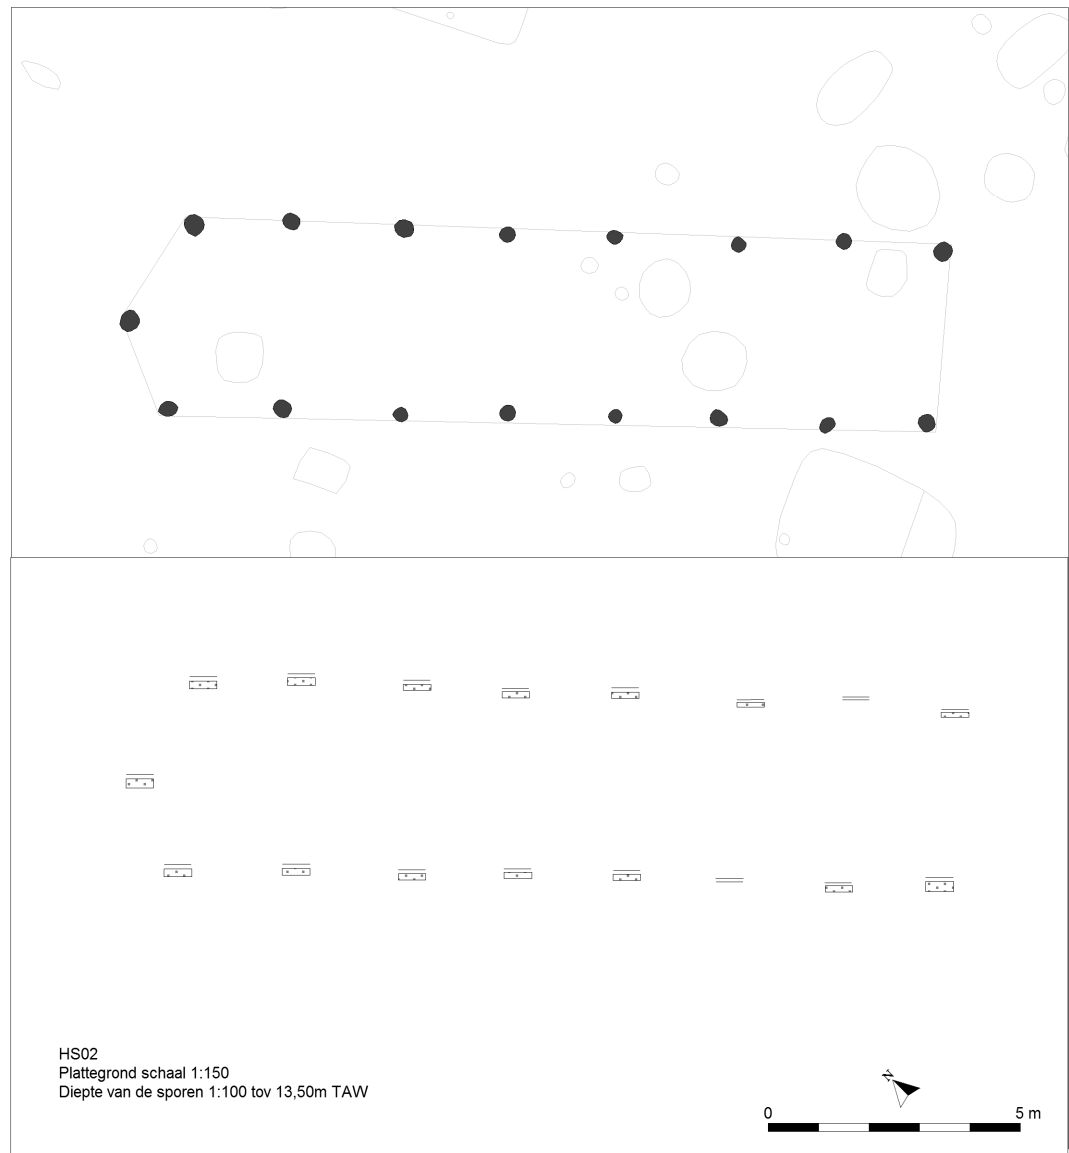 HS02
Plattegrond schaal 1:150
Diepte van de sporen 1:100 tov 13,50m TAW
N
0 5 m